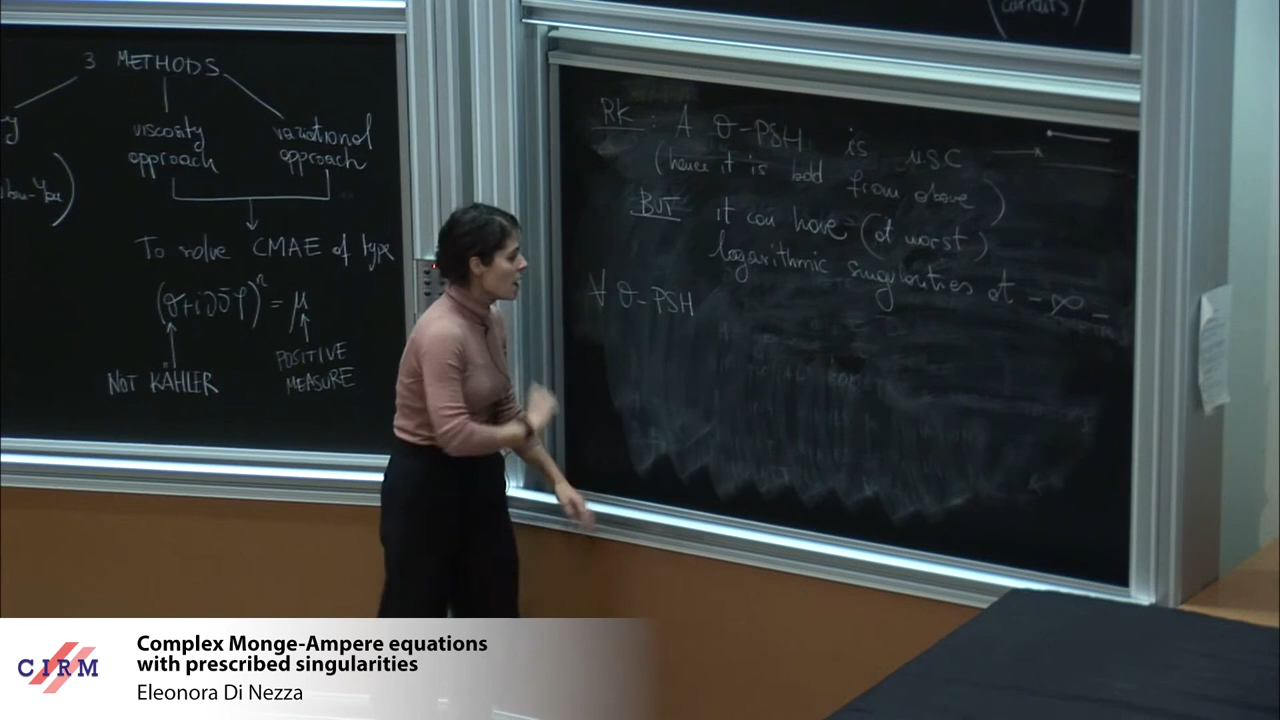 3 METHODS
viscosity
approach
variational
approach
To solve CMAE of type
(θ+i∂∂̄φ)ⁿ = μ
NOT KÄHLER
POSITIVE
MEASURE
RK: A θ-PSH is USC →
(hence it is bdd from above)
BUT it can have (at worst)
logarithmic singularities at -∞ -
∀ θ-PSH
CIRM
Complex Monge-Ampere equations
with prescribed singularities
Eleonora Di Nezza